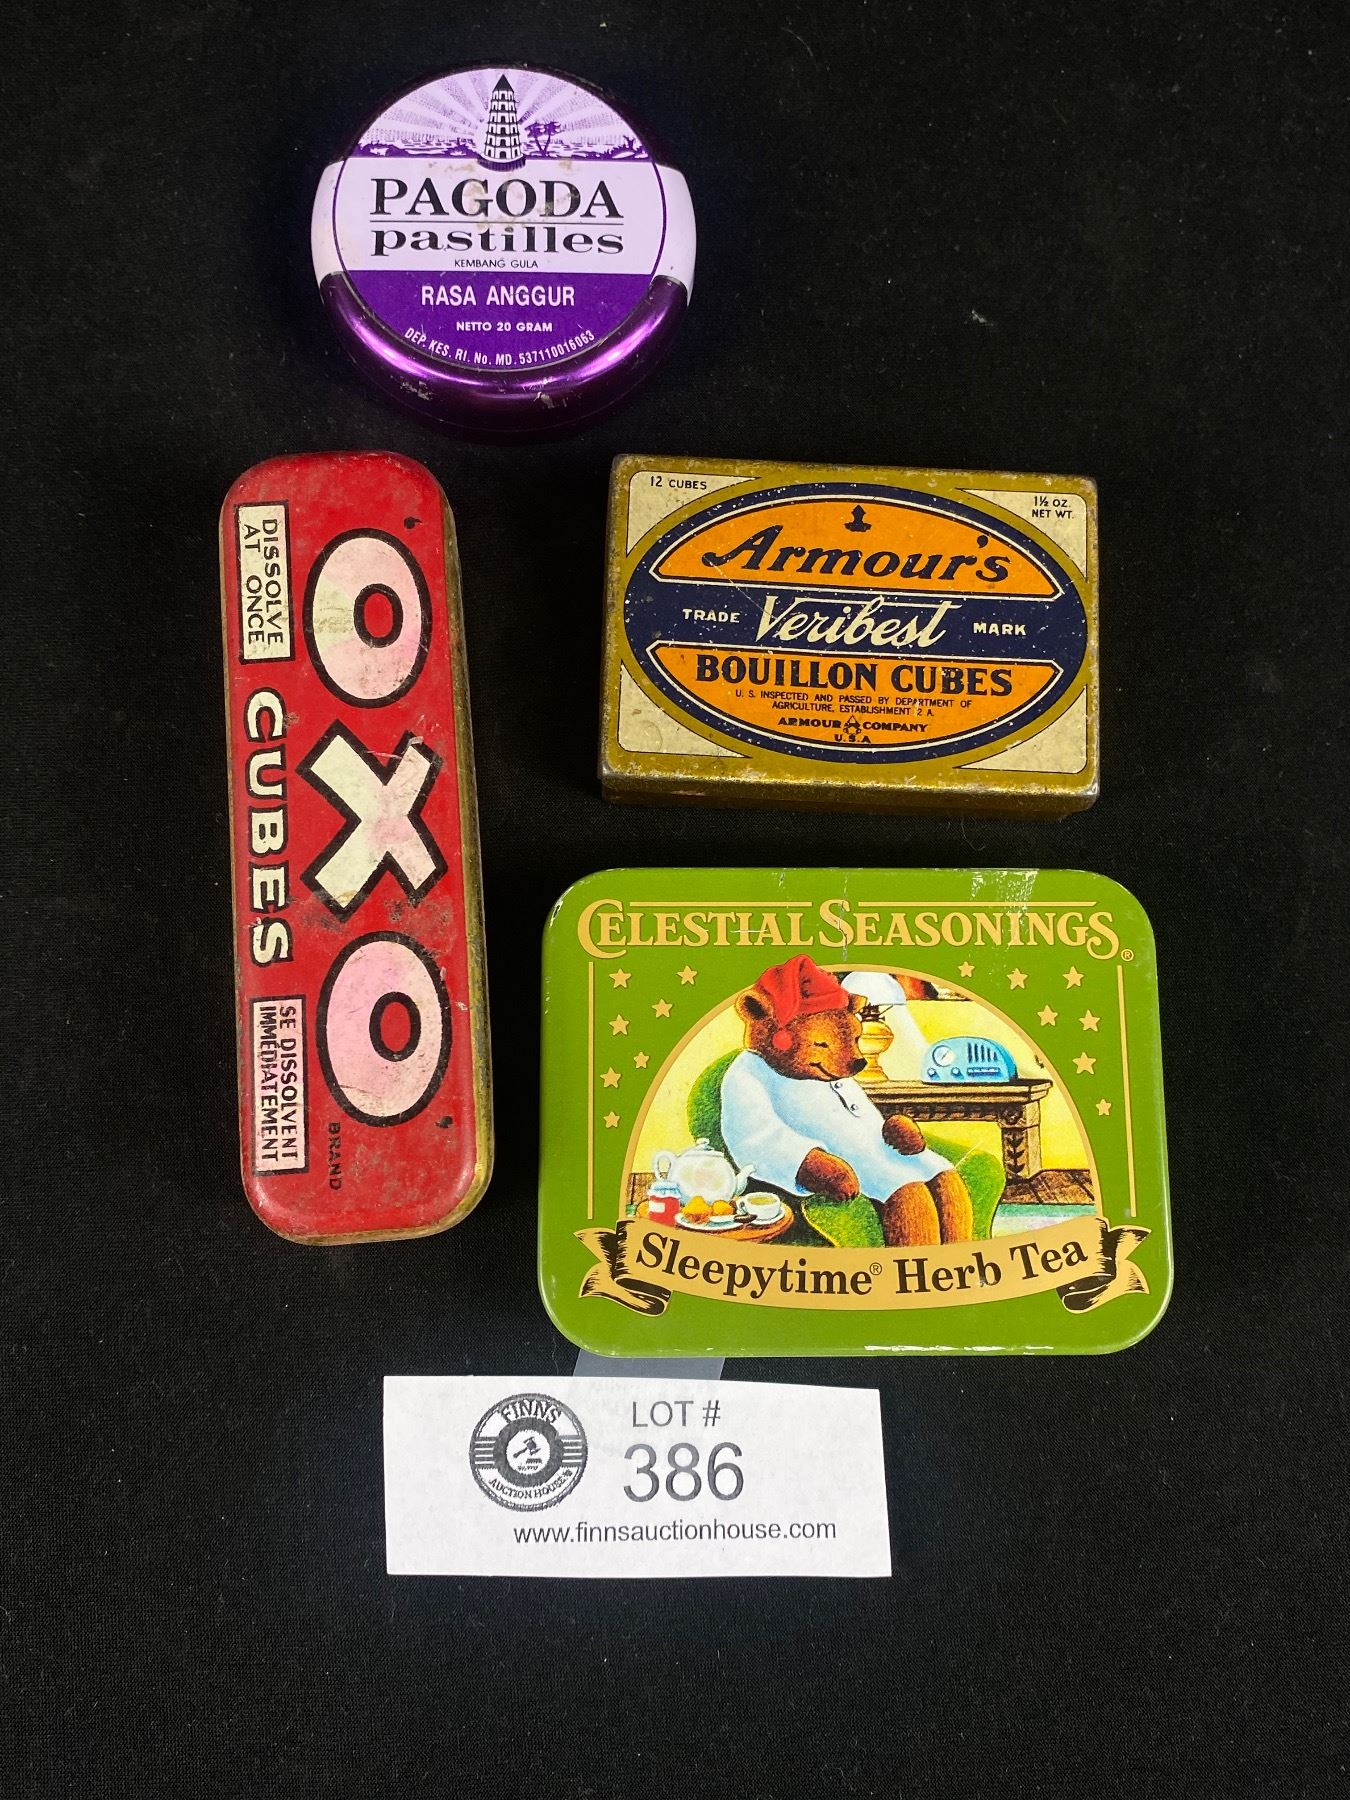 PAGODA
pastilles
KEMBANG GULA
RASA ANGGUR
NETTO 20 GRAM
DEP. KES. RI. No. MD. 537110016063
DISSOLVE
AT ONCE
'OXO'
CUBES
BRAND
SE DISSOLVENT
IMMÉDIATEMENT
12 CUBES
1½ OZ.
NET WT.
Armour's
TRADE Veribest MARK
BOUILLON CUBES
U. S. INSPECTED AND PASSED BY DEPARTMENT OF
AGRICULTURE, ESTABLISHMENT 2 A.
ARMOUR COMPANY
U.S.A
CELESTIAL SEASONINGS®
Sleepytime® Herb Tea
FINNS
AUCTION HOUSE
LOT #
386
www.finnsauctionhouse.com